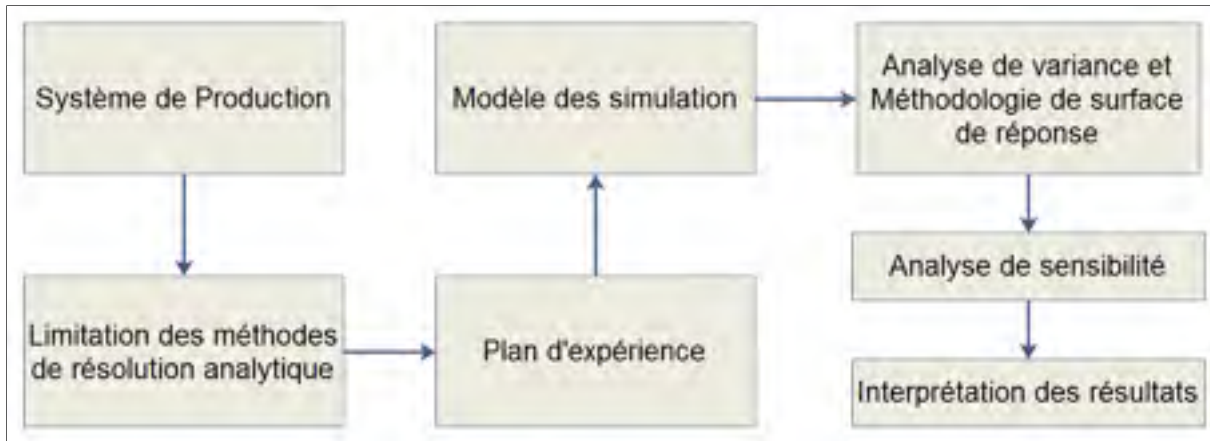 Système de Production
Limitation des méthodes
de résolution analytique
Plan d'expérience
Modèle des simulation
Analyse de variance et
Méthodologie de surface
de réponse
Analyse de sensibilité
Interprétation des résultats